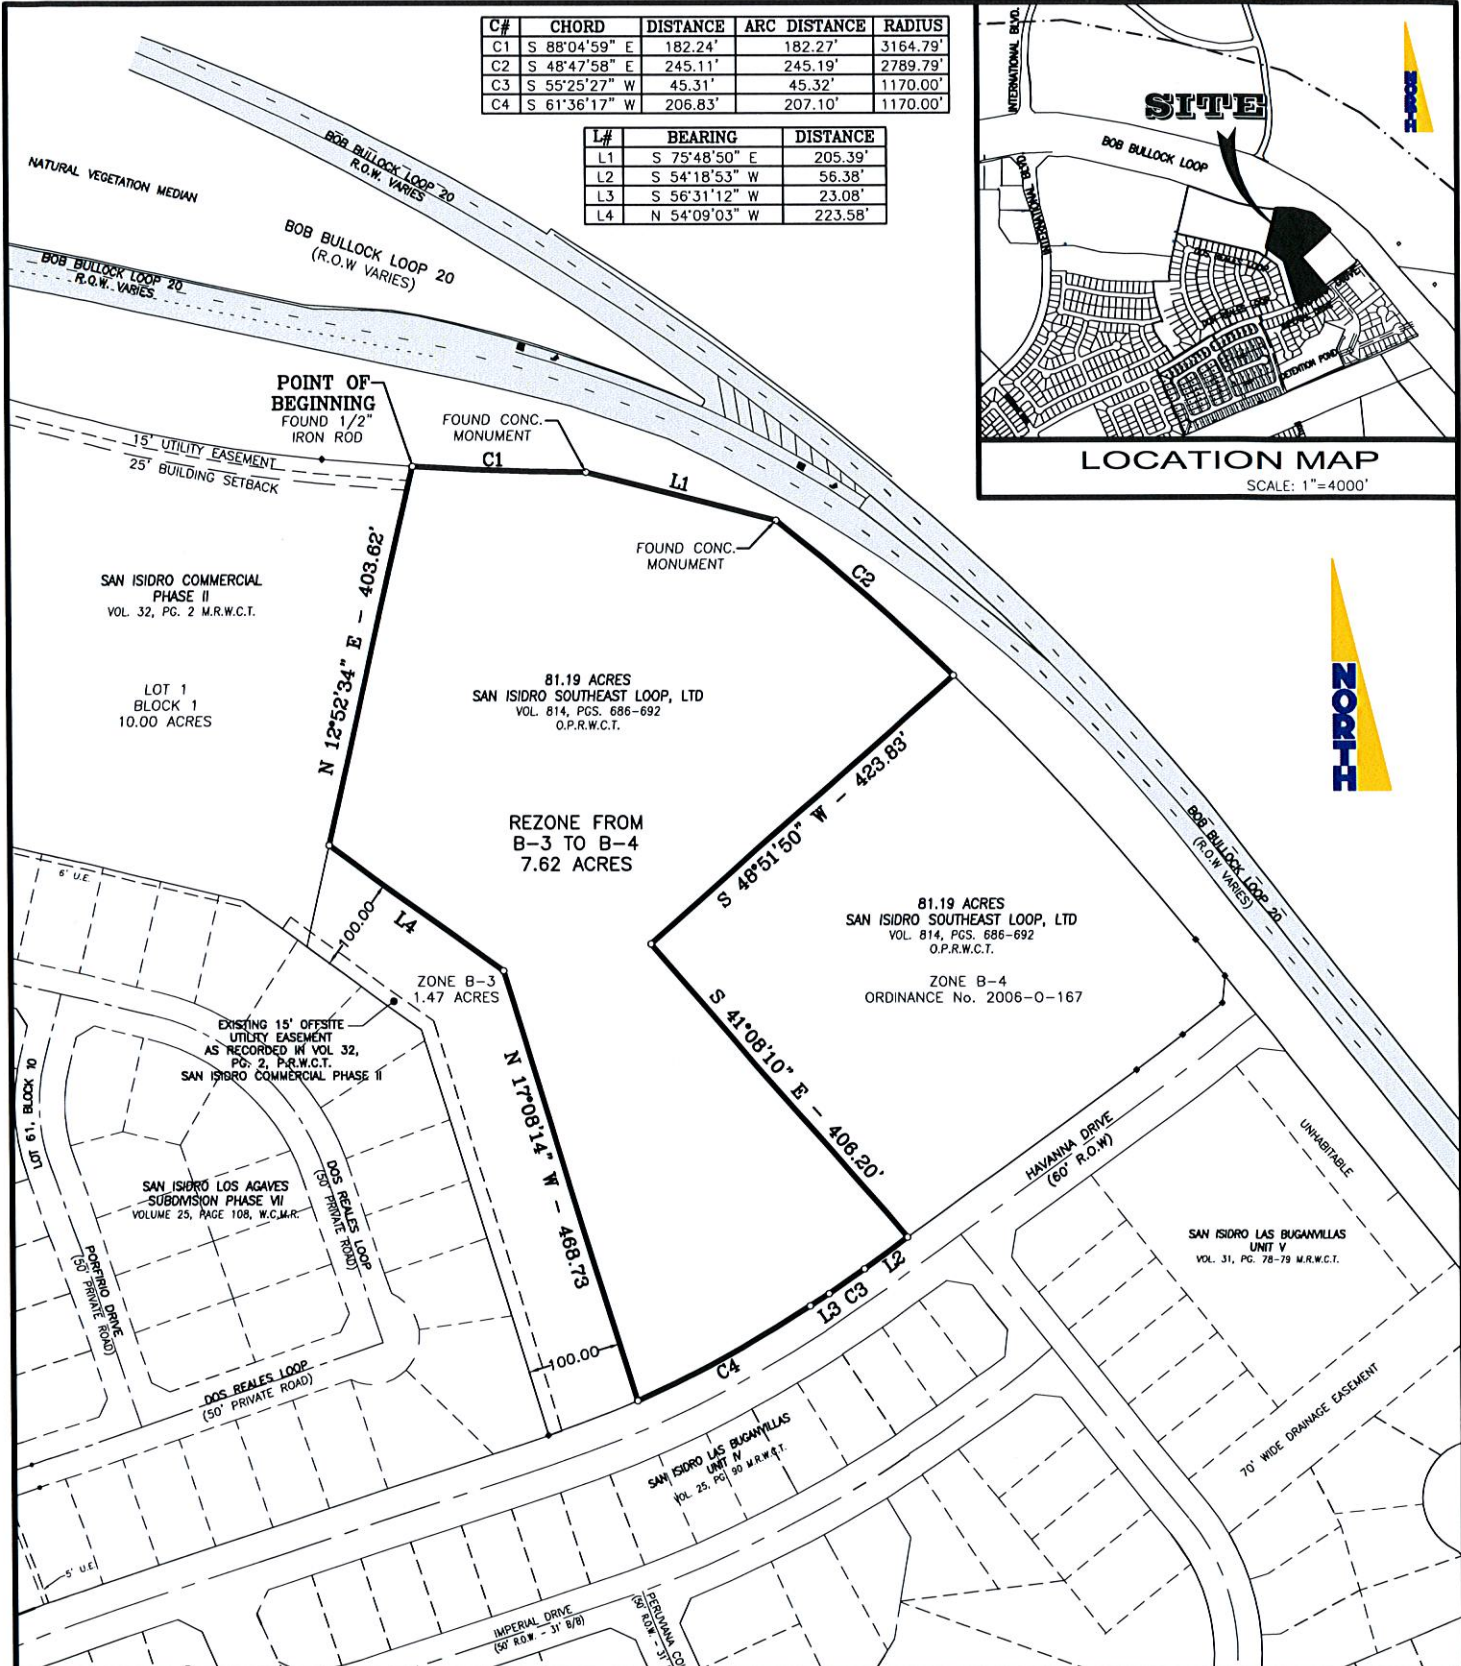 C# CHORD DISTANCE ARC DISTANCE RADIUS
C1 S 88°04'59" E 182.24' 182.27' 3164.79'
C2 S 48°47'58" E 245.11' 245.19' 2789.79'
C3 S 55°25'27" W 45.31' 45.32' 1170.00'
C4 S 61°36'17" W 206.83' 207.10' 1170.00'
L# BEARING DISTANCE
L1 S 75°48'50" E 205.39'
L2 S 54°18'53" W 56.38'
L3 S 56°31'12" W 23.08'
L4 N 54°09'03" W 223.58'
INTERNATIONAL BLVD.
SITE
NORTH
BOB BULLOCK LOOP
INTERNATIONAL BLVD.
DETENTION POND
LOCATION MAP
SCALE: 1"=4000'
NATURAL VEGETATION MEDIAN
BOB BULLOCK LOOP 20
R.O.W. VARIES
BOB BULLOCK LOOP 20
(R.O.W VARIES)
BOB BULLOCK LOOP 20
R.O.W. VARIES
POINT OF
BEGINNING
FOUND 1/2"
IRON ROD
FOUND CONC.
MONUMENT
C1
L1
15' UTILITY EASEMENT
25' BUILDING SETBACK
FOUND CONC.
MONUMENT
C2
NORTH
SAN ISIDRO COMMERCIAL
PHASE II
VOL. 32, PG. 2 M.R.W.C.T.
LOT 1
BLOCK 1
10.00 ACRES
N 12°52'34" E - 403.62'
81.19 ACRES
SAN ISIDRO SOUTHEAST LOOP, LTD
VOL. 814, PGS. 686-692
O.P.R.W.C.T.
REZONE FROM
B-3 TO B-4
7.62 ACRES
S 48°51'50" W - 423.83'
BOB BULLOCK LOOP 20
(R.O.W VARIES)
81.19 ACRES
SAN ISIDRO SOUTHEAST LOOP, LTD
VOL. 814, PGS. 686-692
O.P.R.W.C.T.
ZONE B-4
ORDINANCE No. 2006-O-167
6' U.E.
100.00
L4
ZONE B-3
1.47 ACRES
EXISTING 15' OFFSITE
UTILITY EASEMENT
AS RECORDED IN VOL 32,
PG. 2, P.R.W.C.T.
SAN ISIDRO COMMERCIAL PHASE II
S 41°08'10" E - 406.20'
N 17°08'14" W - 468.73
LOT 61, BLOCK 10
SAN ISIDRO LOS AGAVES
SUBDIVISION PHASE VII
VOLUME 25, PAGE 108, W.C.M.R.
DOS REALES LOOP
(50' PRIVATE ROAD)
PORFIRIO DRIVE
(50' PRIVATE ROAD)
DOS REALES LOOP
(50' PRIVATE ROAD)
HAVANNA DRIVE
(60' R.O.W)
UNHABITABLE
SAN ISIDRO LAS BUGANVILLAS
UNIT V
VOL. 31, PG. 78-79 M.R.W.C.T.
L2
L3 C3
C4
100.00
SAN ISIDRO LAS BUGANVILLAS
UNIT IV
VOL. 25, PG. 90 M.R.W.C.T.
70' WIDE DRAINAGE EASEMENT
5' U.E.
IMPERIAL DRIVE
(50' R.O.W. - 31' B/B)
PERUVIANA
(50' R.O.W. - 31'